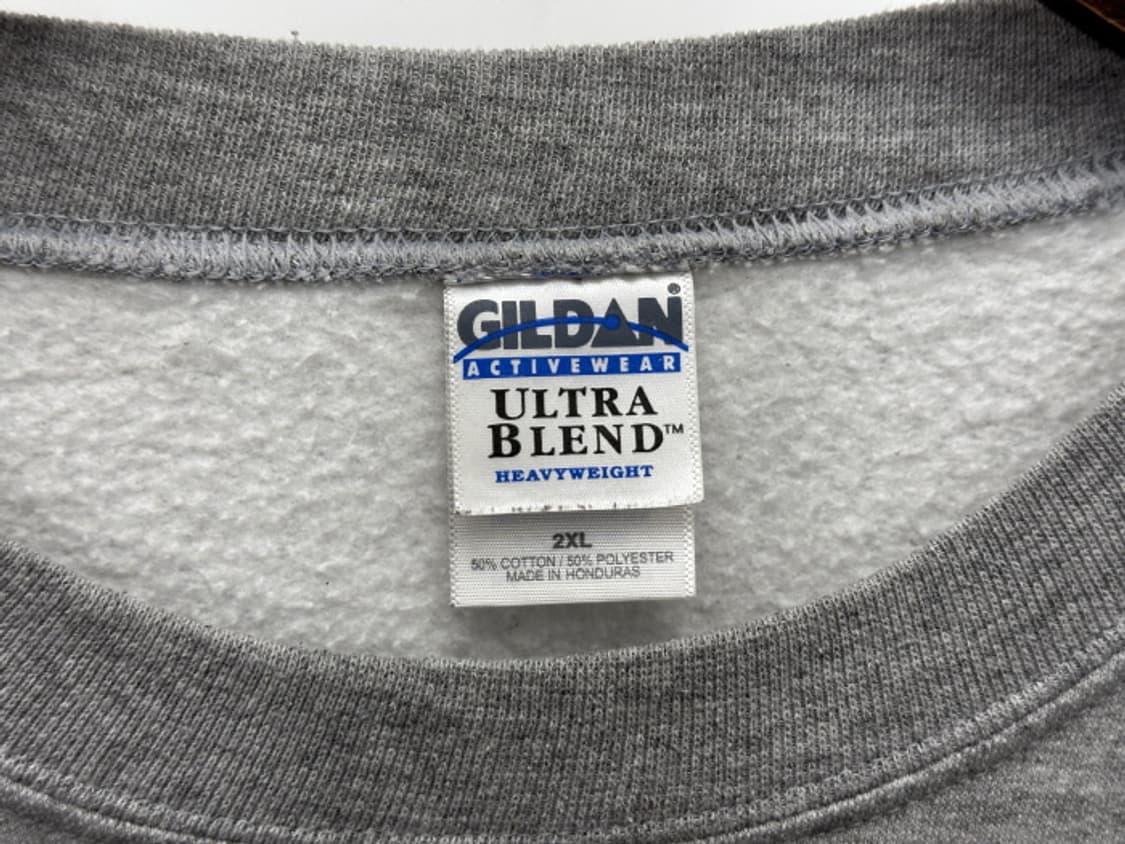 GILDAN®
ACTIVEWEAR
ULTRA
BLEND™
HEAVYWEIGHT
2XL
50% COTTON / 50% POLYESTER
MADE IN HONDURAS